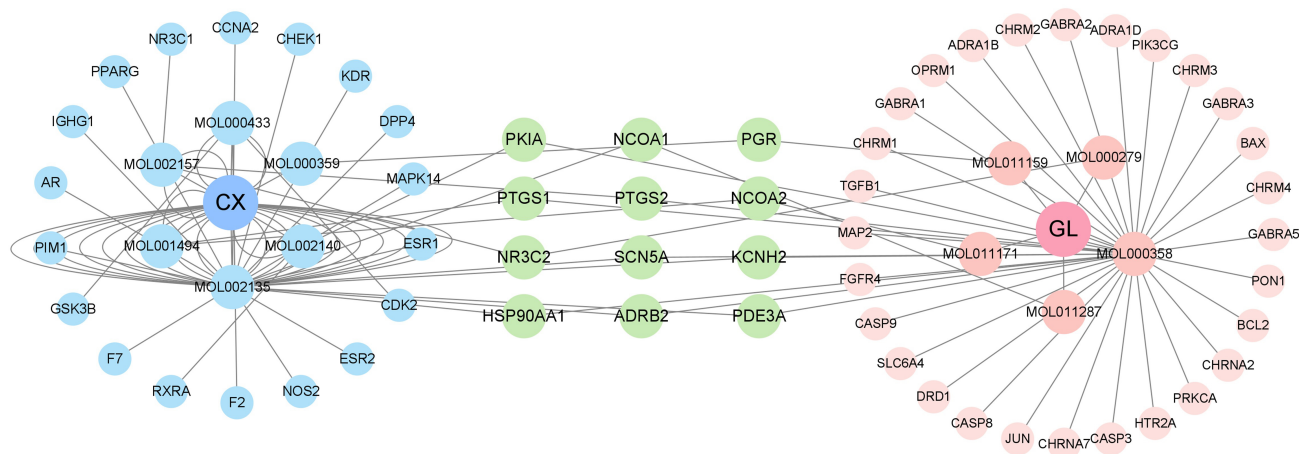 CCNA2
NR3C1
CHEK1
PPARG
KDR
IGHG1
MOL000433
DPP4
MOL002157
MOL000359
AR
MAPK14
CX
PIM1
MOL001494
MOL002140
ESR1
MOL002135
GSK3B
CDK2
F7
ESR2
RXRA
F2
NOS2
PKIA
NCOA1
PGR
PTGS1
PTGS2
NCOA2
NR3C2
SCN5A
KCNH2
HSP90AA1
ADRB2
PDE3A
CHRM2
GABRA2
ADRA1D
ADRA1B
PIK3CG
OPRM1
CHRM3
GABRA1
GABRA3
CHRM1
BAX
MOL011159
MOL000279
TGFB1
CHRM4
GL
MAP2
GABRA5
MOL011171
MOL000358
FGFR4
PON1
MOL011287
CASP9
BCL2
SLC6A4
CHRNA2
DRD1
PRKCA
CASP8
HTR2A
JUN
CHRNA7
CASP3